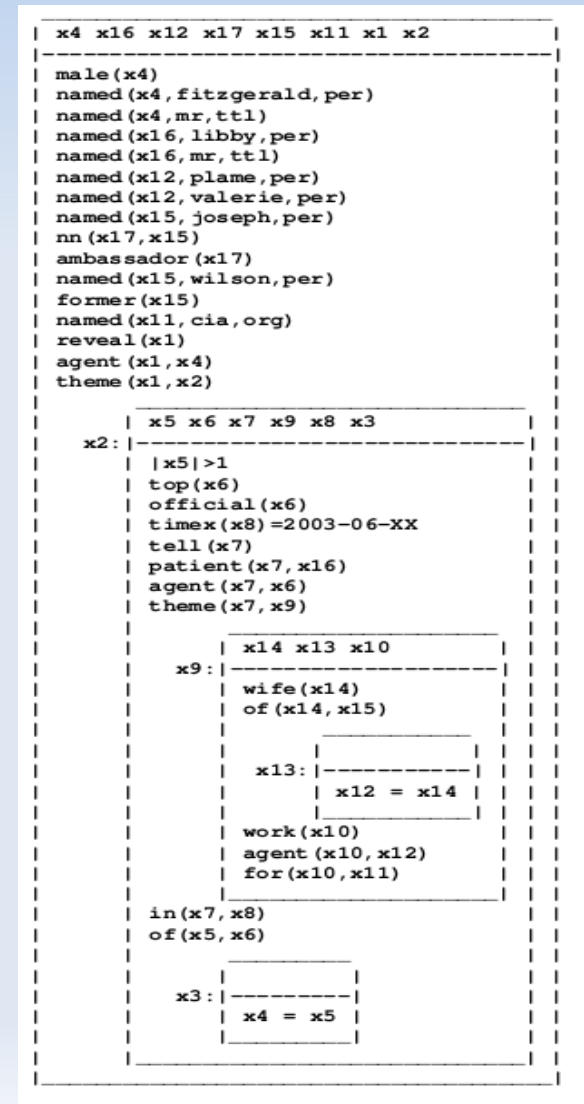 x4 x16 x12 x17 x15 x11 x1 x2
male(x4)
named(x4,fitzgerald,per)
named(x4,mr,ttl)
named(x16,libby,per)
named(x16,mr,ttl)
named(x12,plame,per)
named(x12,valerie,per)
named(x15,joseph,per)
nn(x17,x15)
ambassador(x17)
named(x15,wilson,per)
former(x15)
named(x11,cia,org)
reveal(x1)
agent(x1,x4)
theme(x1,x2)
x5 x6 x7 x9 x8 x3
x2:
|x5|>1
top(x6)
official(x6)
timex(x8)=2003-06-XX
tell(x7)
patient(x7,x16)
agent(x7,x6)
theme(x7,x9)
x14 x13 x10
x9:
wife(x14)
of(x14,x15)
x13:
x12 = x14
work(x10)
agent(x10,x12)
for(x10,x11)
in(x7,x8)
of(x5,x6)
x3:
x4 = x5